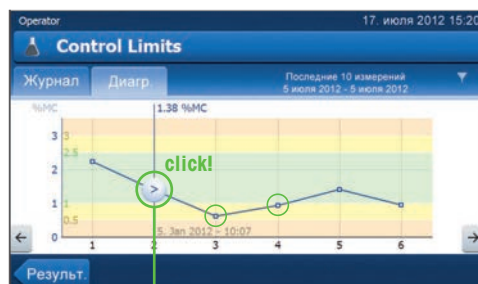 Operator 17. июля 2012 15:20
Control Limits
Журнал Диагр. Последние 10 измерений
5 июля 2012 - 5 июля 2012
%MC 1.38 %MC
3 3
2.5
click!
2
>
1 1
0.5
0 5. Jan 2012 - 10:07
1 2 3 4 5 6
Результ.